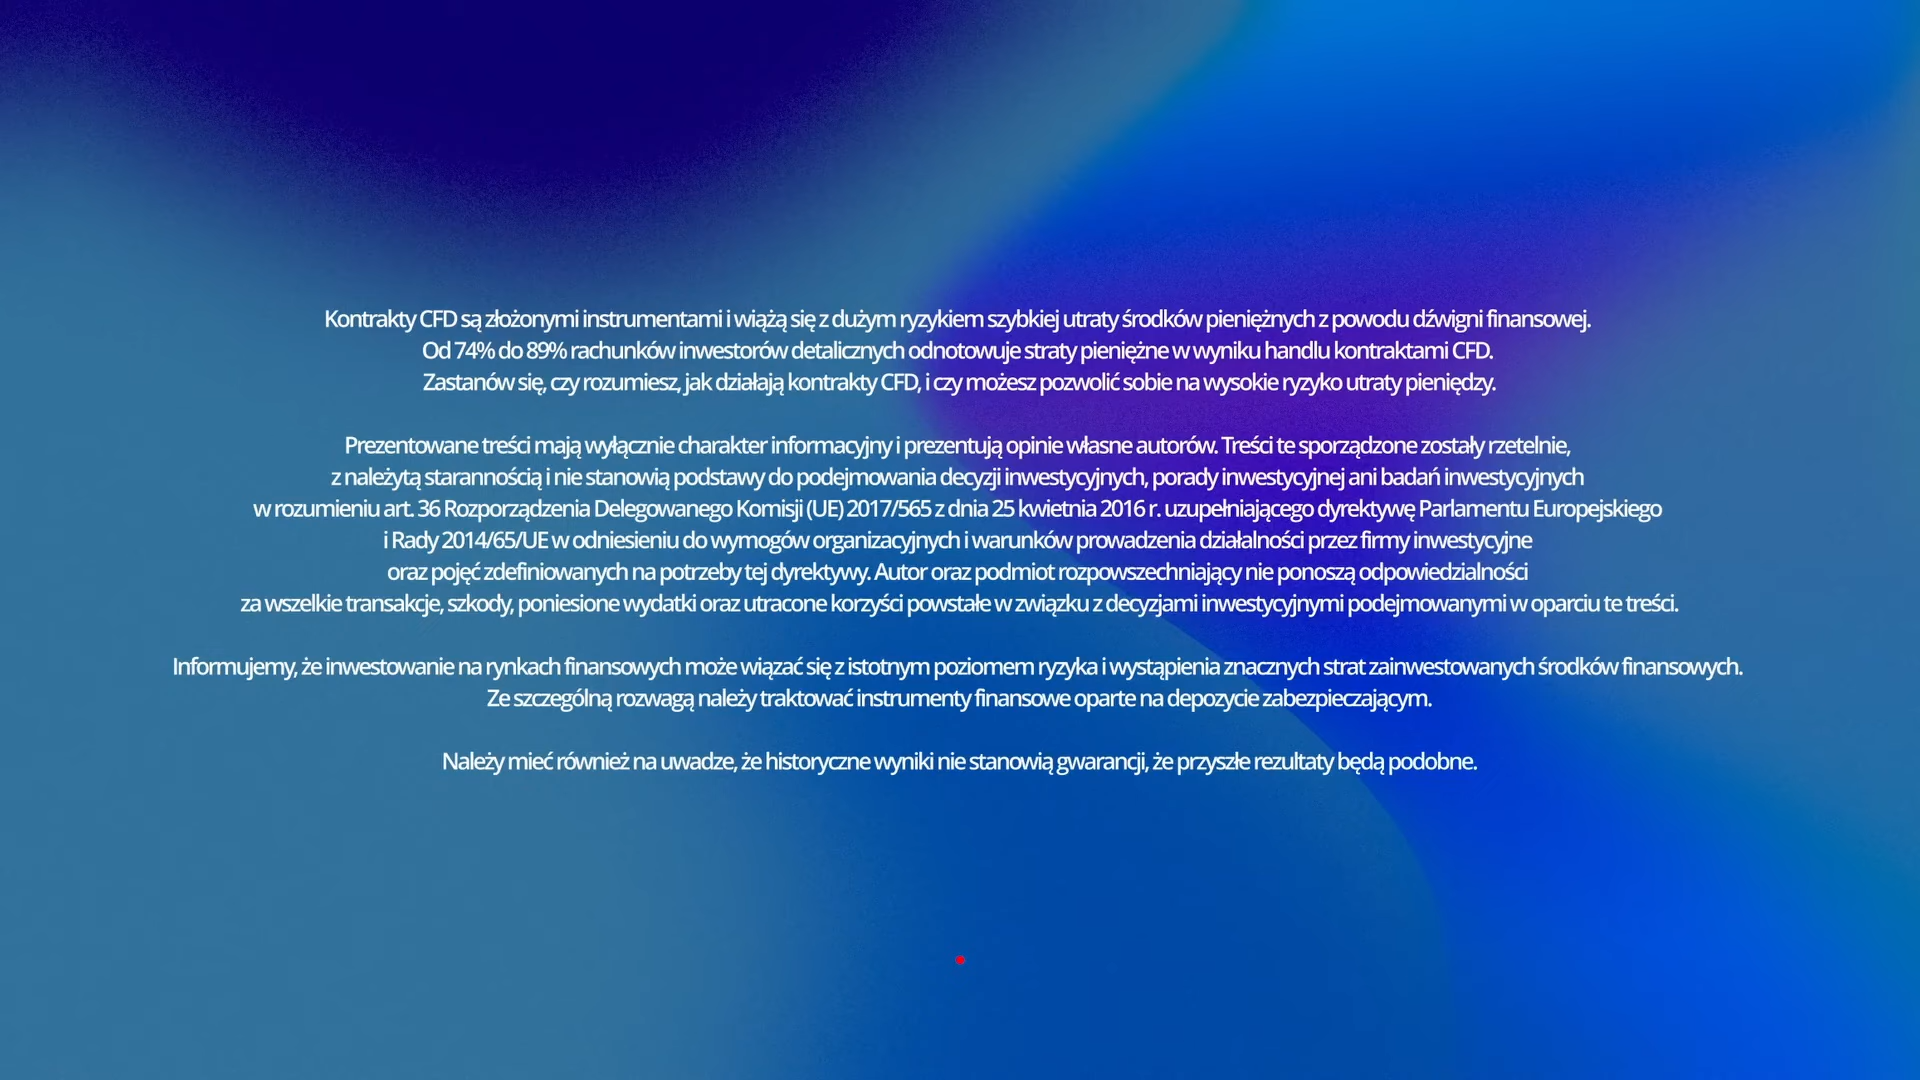 Kontrakty CFD są złożonymi instrumentami i wiążą się z dużym ryzykiem szybkiej utraty środków pieniężnych z powodu dźwigni finansowej.
Od 74% do 89% rachunków inwestorów detalicznych odnotowuje straty pieniężne w wyniku handlu kontraktami CFD.
Zastanów się, czy rozumiesz, jak działają kontrakty CFD, i czy możesz pozwolić sobie na wysokie ryzyko utraty pieniędzy.
Prezentowane treści mają wyłącznie charakter informacyjny i prezentują opinie własne autorów. Treści te sporządzone zostały rzetelnie,
z należytą starannością i nie stanowią podstawy do podejmowania decyzji inwestycyjnych, porady inwestycyjnej ani badań inwestycyjnych
w rozumieniu art. 36 Rozporządzenia Delegowanego Komisji (UE) 2017/565 z dnia 25 kwietnia 2016 r. uzupełniającego dyrektywę Parlamentu Europejskiego
i Rady 2014/65/UE w odniesieniu do wymogów organizacyjnych i warunków prowadzenia działalności przez firmy inwestycyjne
oraz pojęć zdefiniowanych na potrzeby tej dyrektywy. Autor oraz podmiot rozpowszechniający nie ponoszą odpowiedzialności
za wszelkie transakcje, szkody, poniesione wydatki oraz utracone korzyści powstałe w związku z decyzjami inwestycyjnymi podejmowanymi w oparciu te treści.
Informujemy, że inwestowanie na rynkach finansowych może wiązać się z istotnym poziomem ryzyka i wystąpienia znacznych strat zainwestowanych środków finansowych.
Ze szczególną rozwagą należy traktować instrumenty finansowe oparte na depozycie zabezpieczającym.
Należy mieć również na uwadze, że historyczne wyniki nie stanowią gwarancji, że przyszłe rezultaty będą podobne.